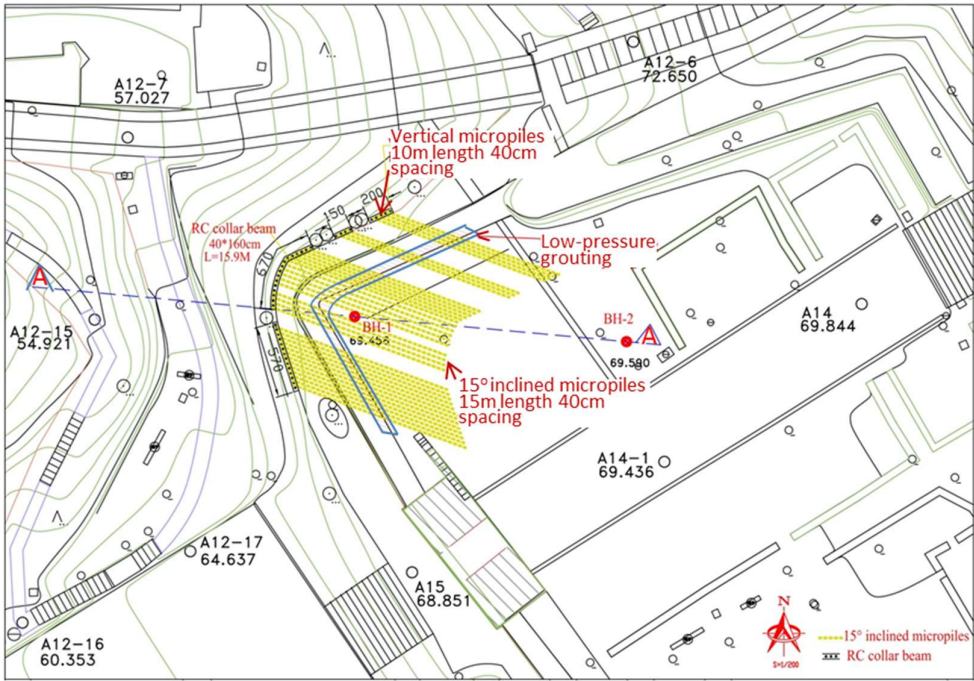 A12-7
57.027
A12-6
72.650
Vertical micropiles
10m length 40cm
spacing
200
150
RC collar beam
40*160cm
L=15.9M
670
Low-pressure
grouting
A
A12-15
54.921
BH-1
69.456
BH-2
A
69.590
A14
69.844
570
15° inclined micropiles
15m length 40cm
spacing
A14-1
69.436
A12-17
64.637
A15
68.851
A12-16
60.353
N
S=1/200
15° inclined micropiles
RC collar beam